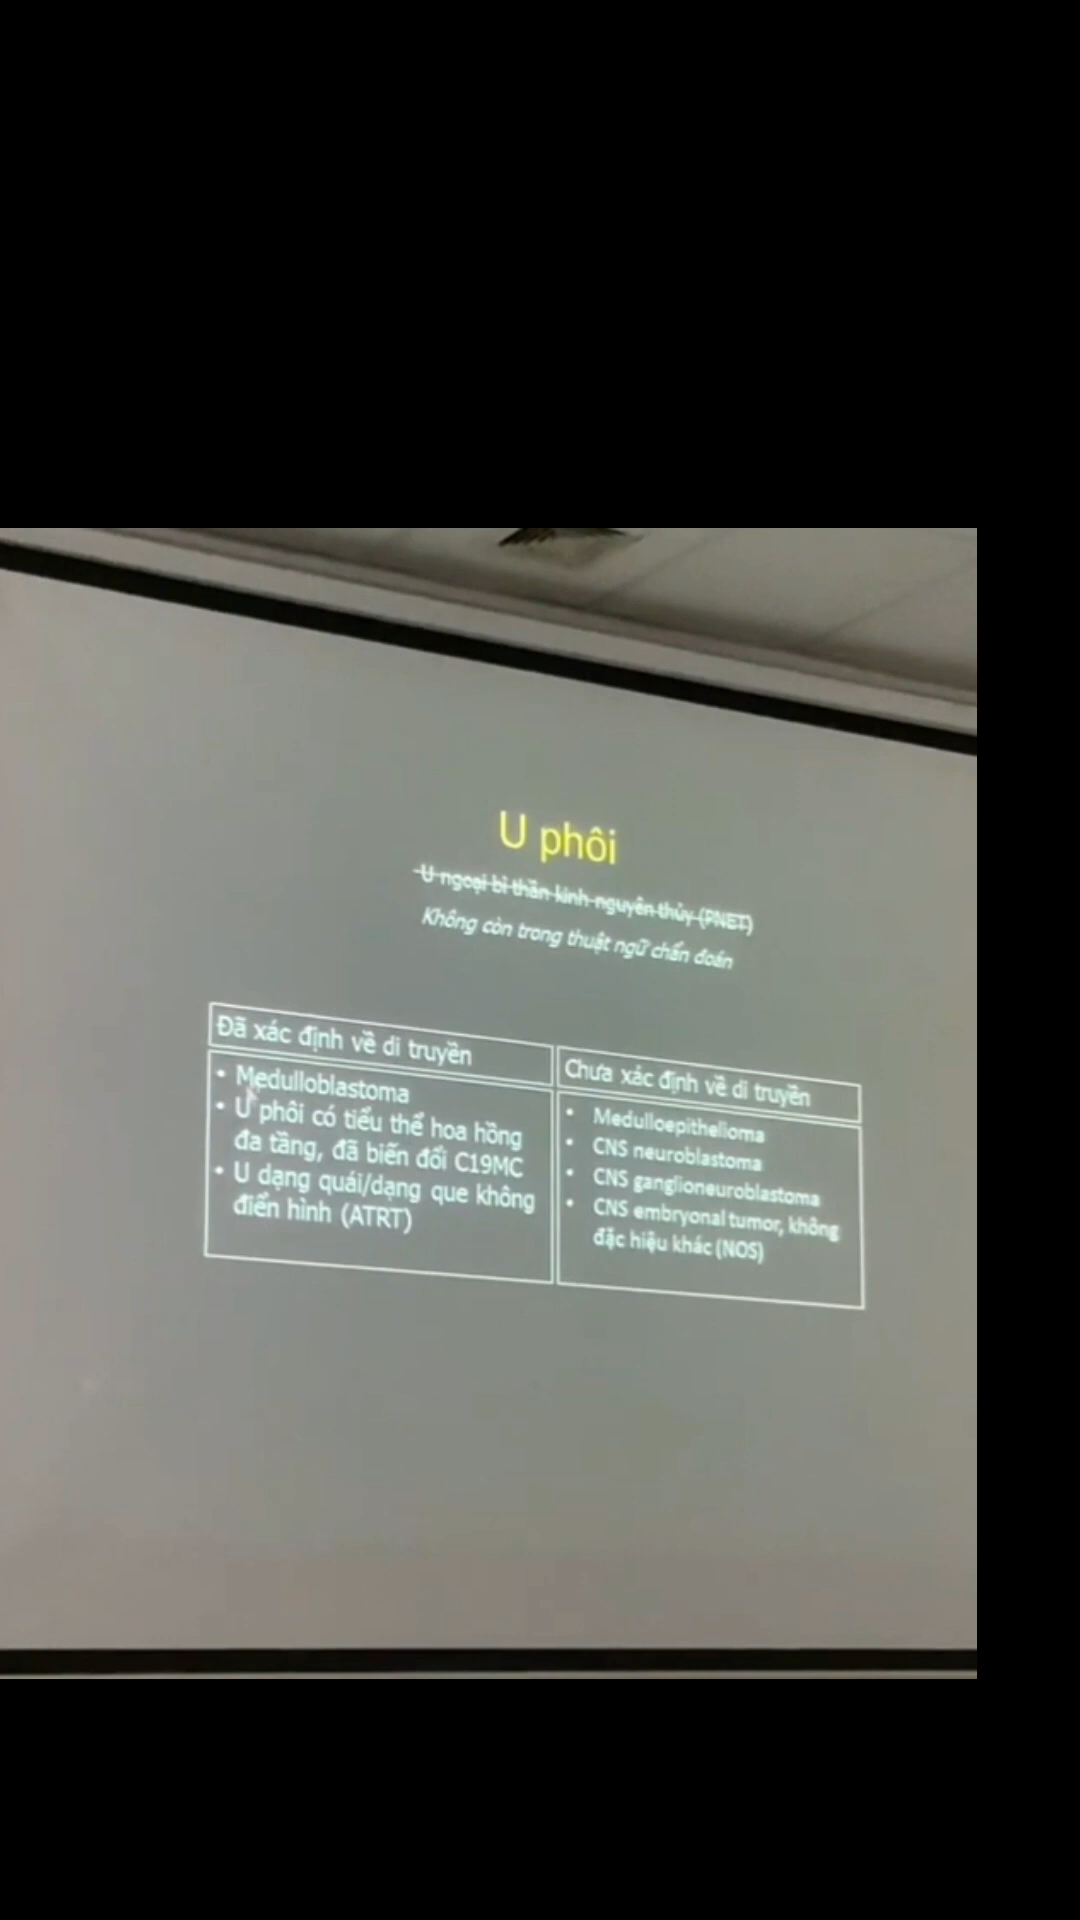 U phôi
U ngoại bì thần kinh nguyên thủy (PNET)
Không còn trong thuật ngữ chẩn đoán
Đã xác định về di truyền
• Medulloblastoma
• U phôi có tiểu thể hoa hồng
đa tầng, đã biến đổi C19MC
• U dạng quái/dạng que không
điển hình (ATRT)
Chưa xác định về di truyền
• Medulloepithelioma
• CNS neuroblastoma
• CNS ganglioneuroblastoma
• CNS embryonal tumor, không
đặc hiệu khác (NOS)